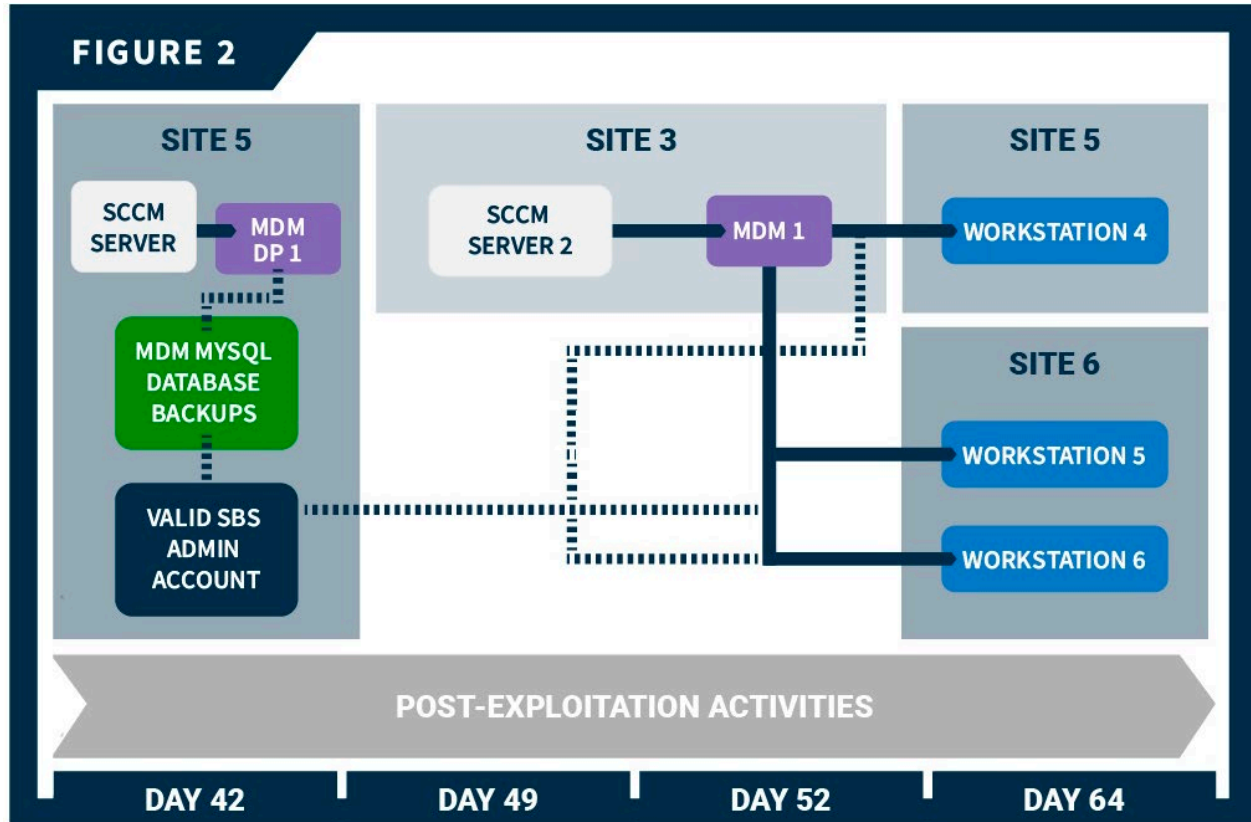 FIGURE 2
SITE 5
SCCM
SERVER
MDM
DP 1
MDM MYSQL
DATABASE
BACKUPS
VALID SBS
ADMIN
ACCOUNT
SITE 3
SCCM
SERVER 2
MDM 1
SITE 5
WORKSTATION 4
SITE 6
WORKSTATION 5
WORKSTATION 6
POST-EXPLOITATION ACTIVITIES
DAY 42
DAY 49
DAY 52
DAY 64